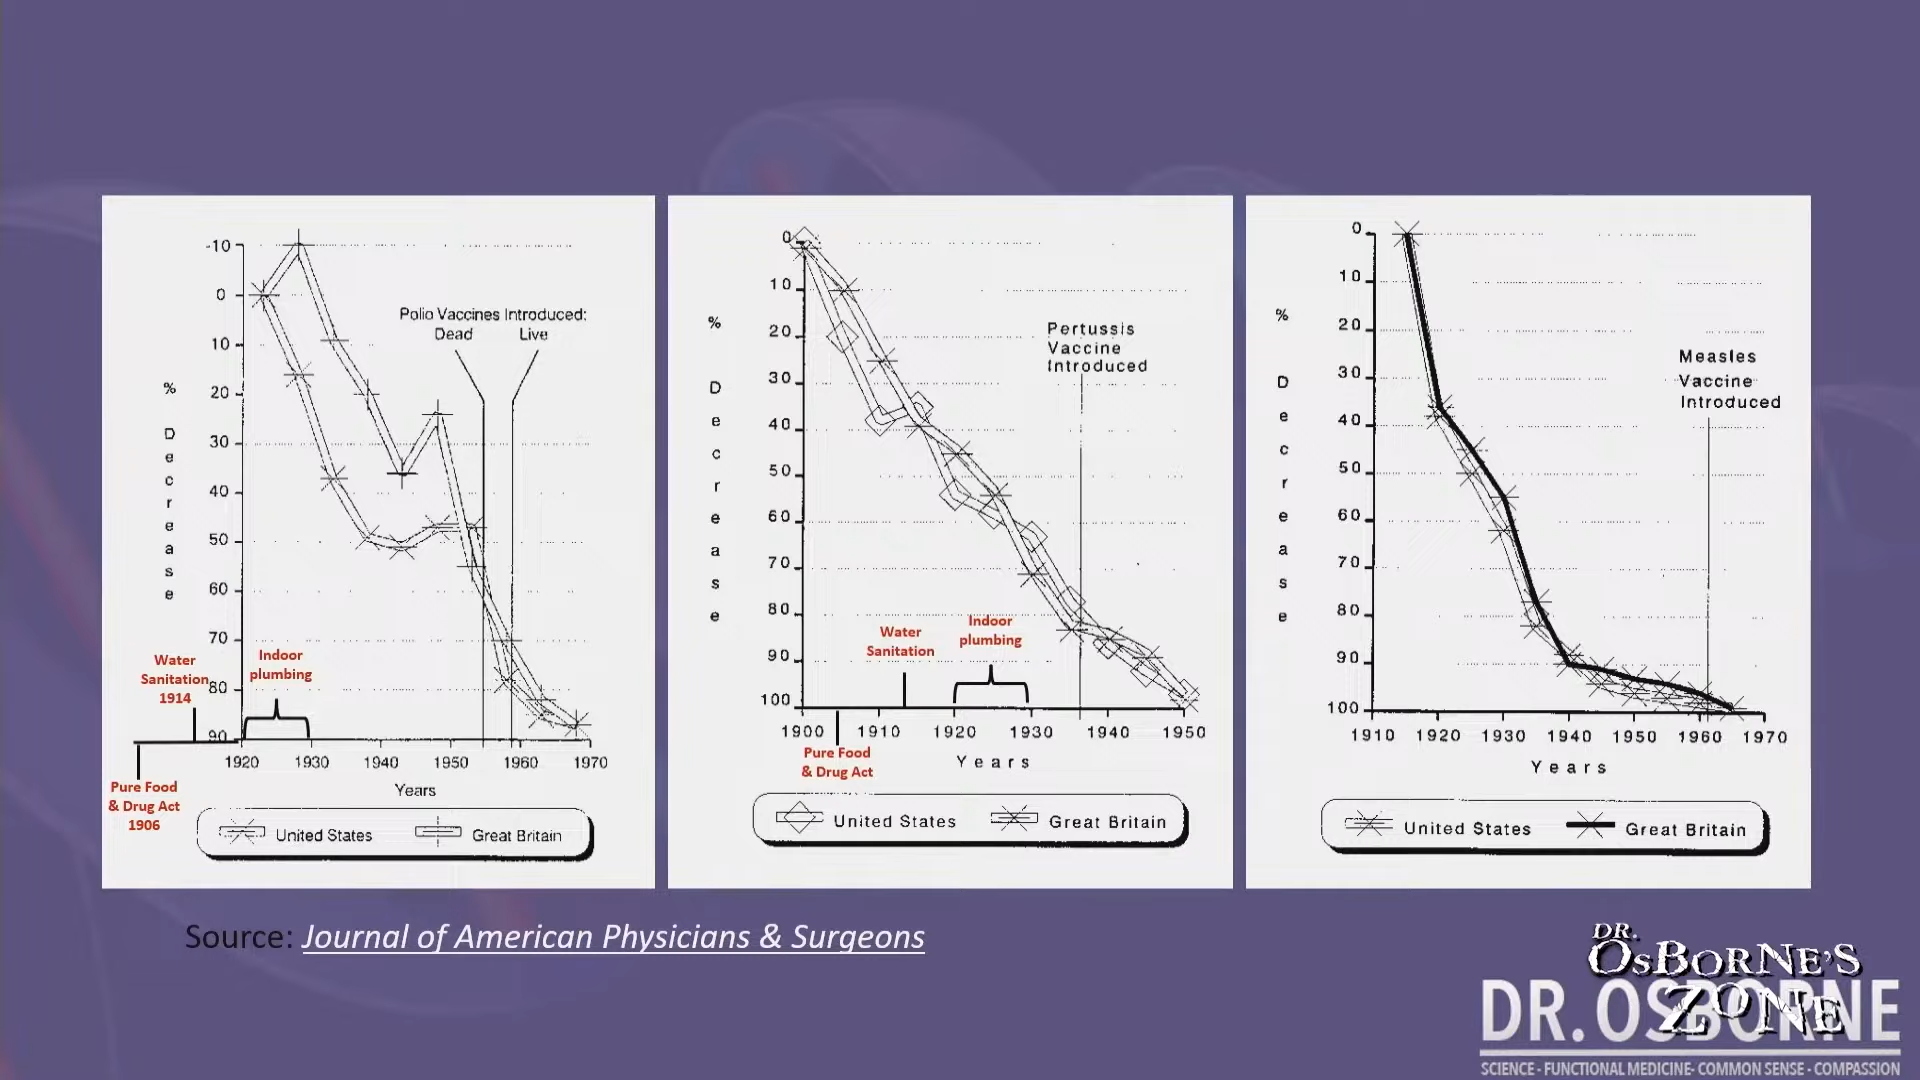 -10
0
10
20
30
40
50
60
70
80
90
%
D
e
c
r
e
a
s
e
Polio Vaccines Introduced:
Dead Live
Water
Sanitation
1914
Indoor
plumbing
Pure Food
& Drug Act
1906
1920 1930 1940 1950 1960 1970
Years
United States Great Britain
0
10
20
30
40
50
60
70
80
90
100
%
D
e
c
r
e
a
s
e
Pertussis
Vaccine
Introduced
Water
Sanitation
Indoor
plumbing
1900 1910 1920 1930 1940 1950
Pure Food
& Drug Act
Years
United States Great Britain
0
10
20
30
40
50
60
70
80
90
100
%
D
e
c
r
e
a
s
e
Measles
Vaccine
Introduced
1910 1920 1930 1940 1950 1960 1970
Years
United States Great Britain
Source: Journal of American Physicians & Surgeons
DR.
OSBORNE'S
ZONE
DR. OSBORNE
SCIENCE - FUNCTIONAL MEDICINE- COMMON SENSE - COMPASSION